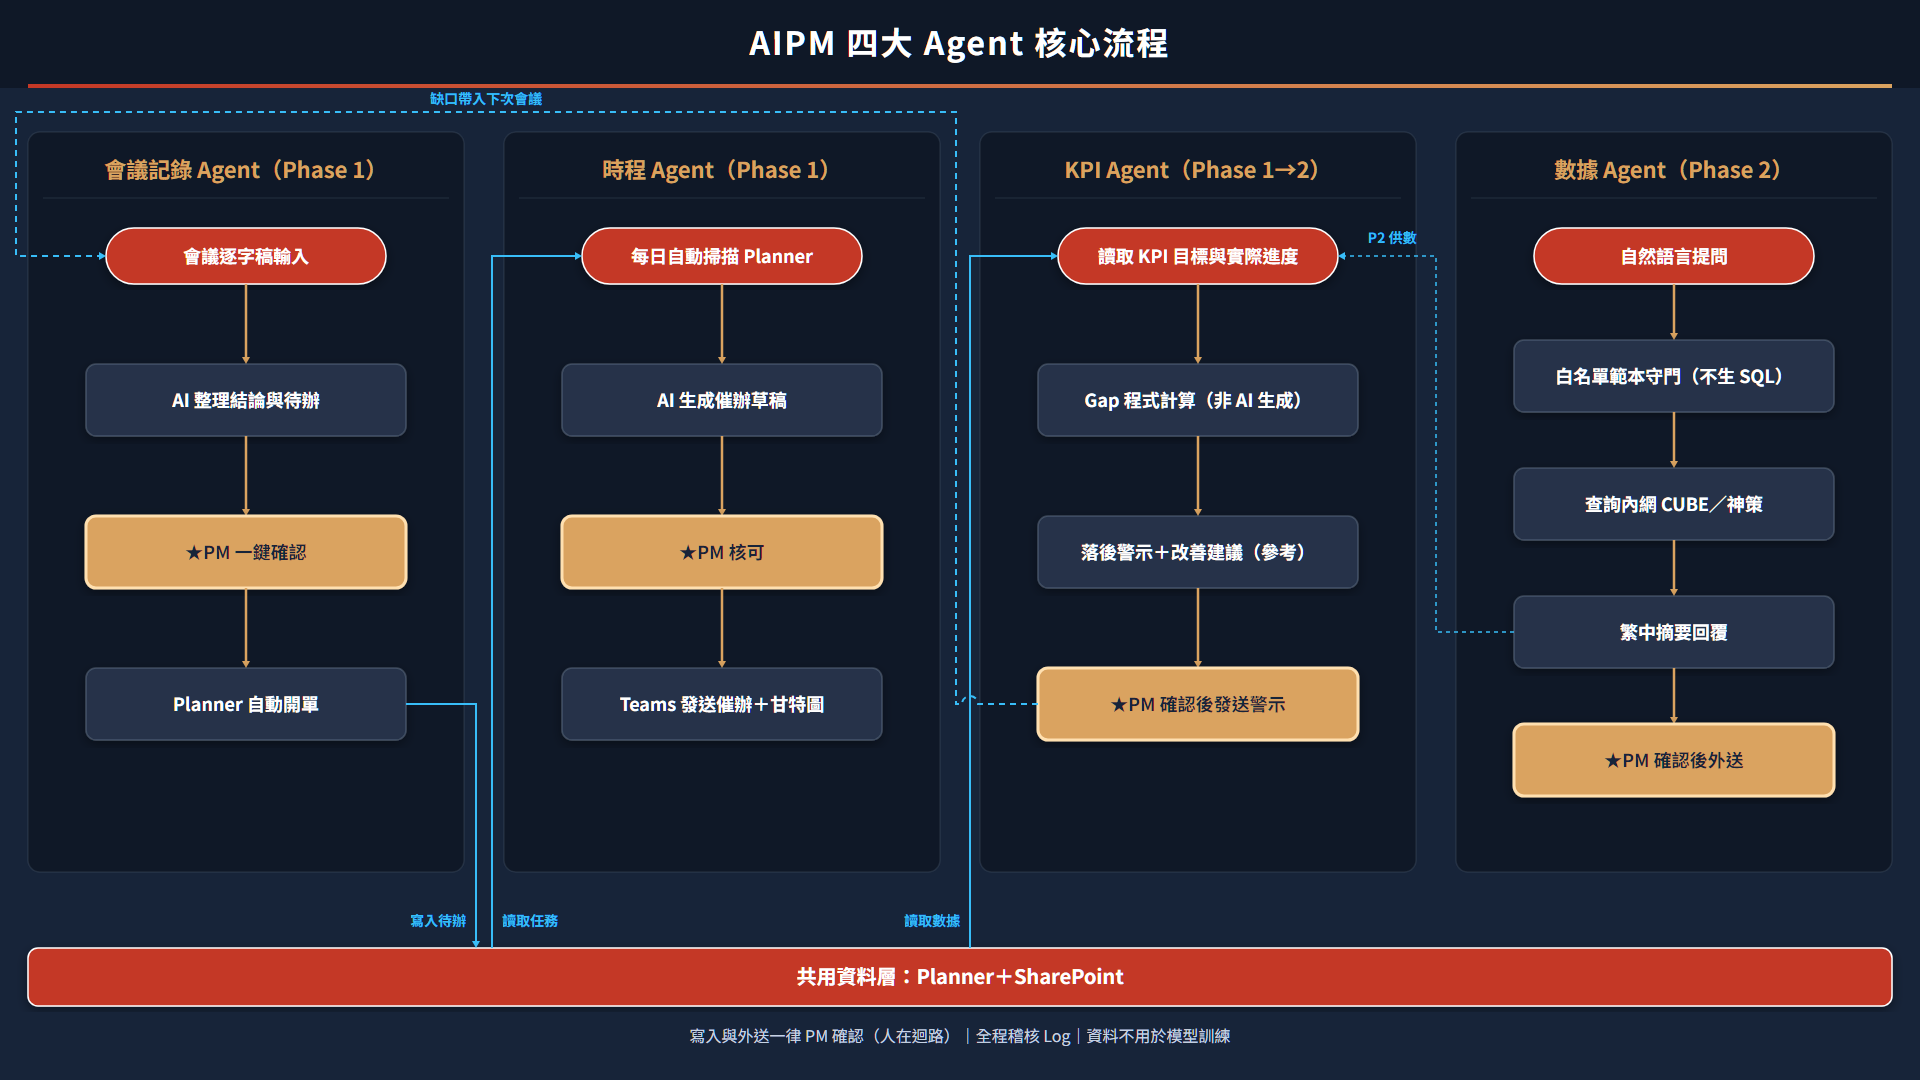 AIPM 四大 Agent 核心流程
缺口帶入下次會議
會議記錄 Agent（Phase 1）
會議逐字稿輸入
AI 整理結論與待辦
★PM 一鍵確認
Planner 自動開單
時程 Agent（Phase 1）
每日自動掃描 Planner
AI 生成催辦草稿
★PM 核可
Teams 發送催辦＋甘特圖
KPI Agent（Phase 1→2）
讀取 KPI 目標與實際進度
Gap 程式計算（非 AI 生成）
落後警示＋改善建議（參考）
★PM 確認後發送警示
P2 供數
數據 Agent（Phase 2）
自然語言提問
白名單範本守門（不生 SQL）
查詢內網 CUBE／神策
繁中摘要回覆
★PM 確認後外送
寫入待辦
讀取任務
讀取數據
共用資料層：Planner＋SharePoint
寫入與外送一律 PM 確認（人在迴路）｜全程稽核 Log｜資料不用於模型訓練